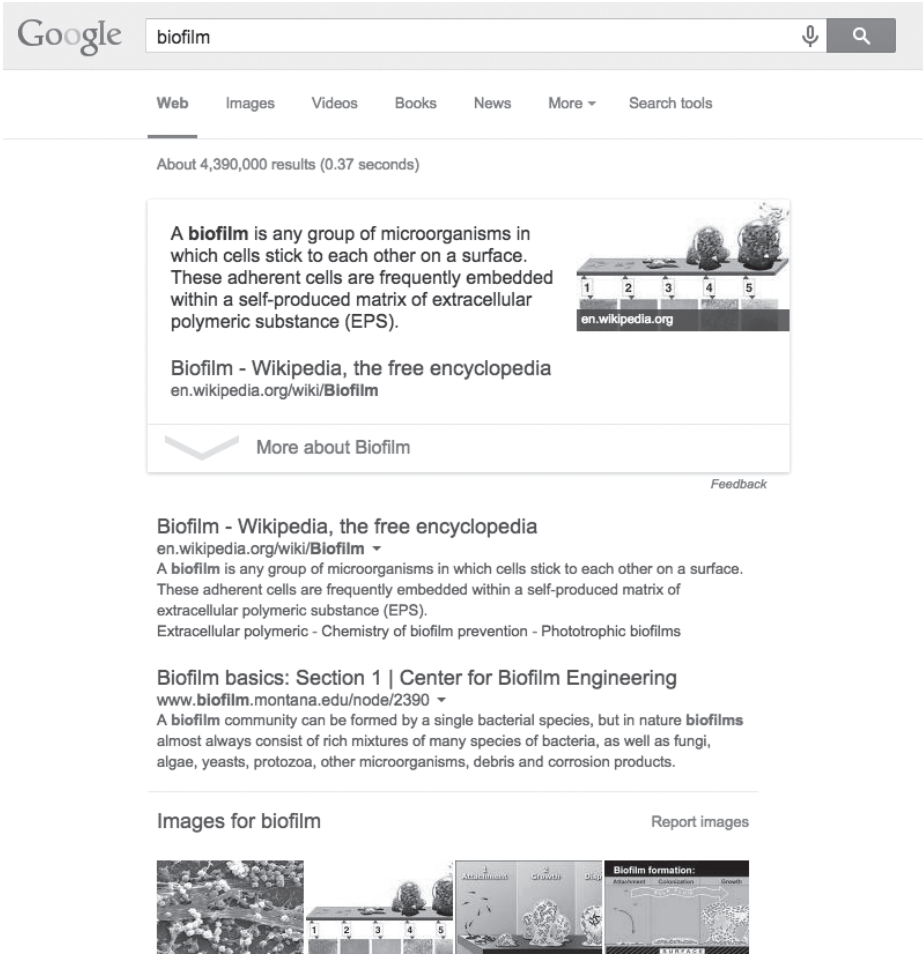 Google
biofilm
Web Images Videos Books News More Search tools
About 4,390,000 results (0.37 seconds)
A biofilm is any group of microorganisms in
which cells stick to each other on a surface.
These adherent cells are frequently embedded
within a self-produced matrix of extracellular
polymeric substance (EPS).
1 2 3 4 5
en.wikipedia.org
Biofilm - Wikipedia, the free encyclopedia
en.wikipedia.org/wiki/Biofilm
More about Biofilm
Feedback
Biofilm - Wikipedia, the free encyclopedia
en.wikipedia.org/wiki/Biofilm
A biofilm is any group of microorganisms in which cells stick to each other on a surface.
These adherent cells are frequently embedded within a self-produced matrix of
extracellular polymeric substance (EPS).
Extracellular polymeric - Chemistry of biofilm prevention - Phototrophic biofilms
Biofilm basics: Section 1 | Center for Biofilm Engineering
www.biofilm.montana.edu/node/2390
A biofilm community can be formed by a single bacterial species, but in nature biofilms
almost always consist of rich mixtures of many species of bacteria, as well as fungi,
algae, yeasts, protozoa, other microorganisms, debris and corrosion products.
Images for biofilm
Report images
1 2 3 4 5
1 2
Attachment Growth Disp
Biofilm formation:
Attachment Colonization Growth
SURFACE